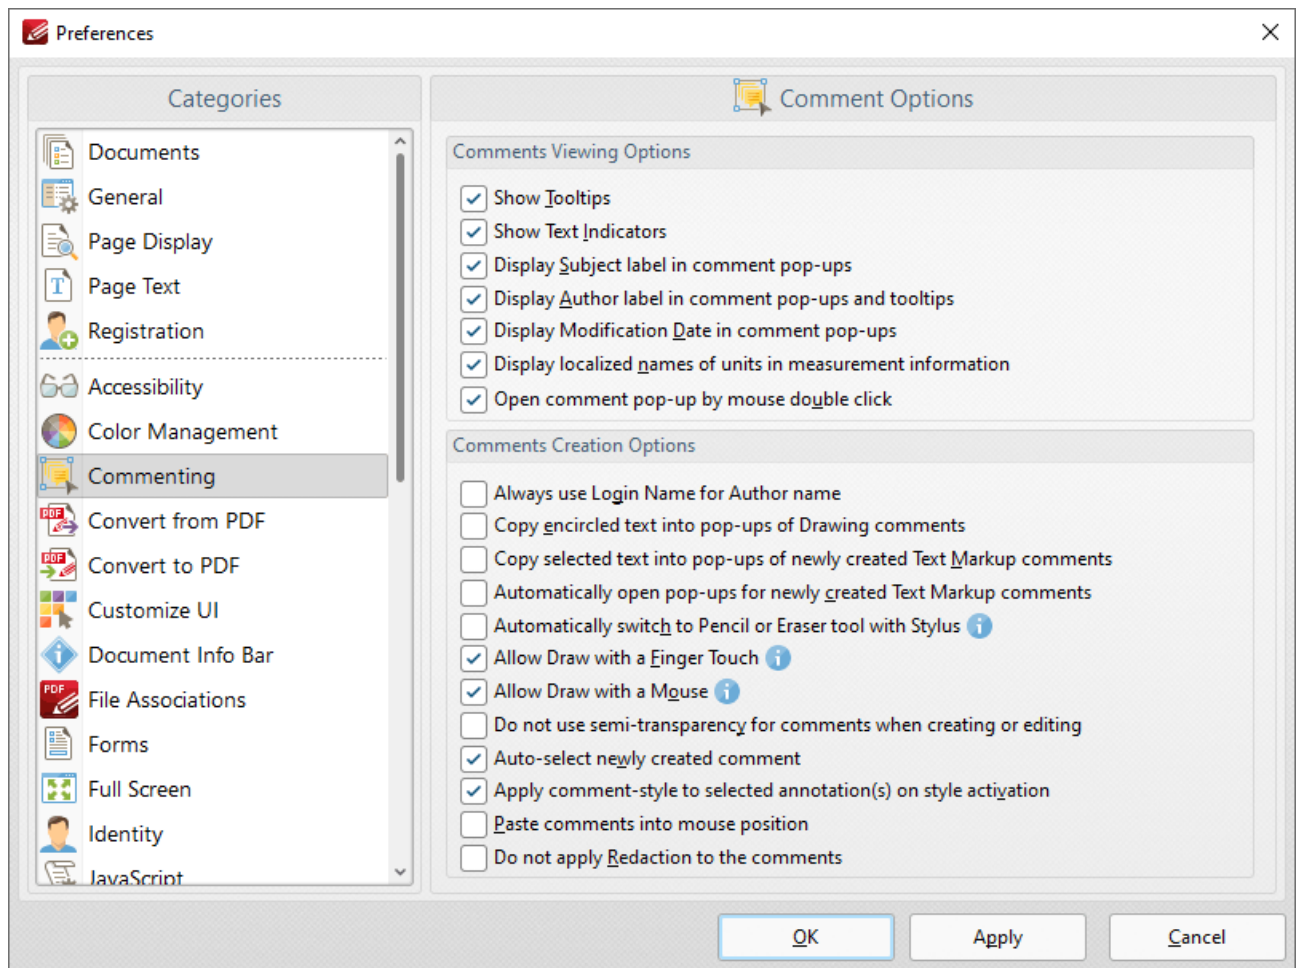 Preferences
Categories
Documents
General
Page Display
Page Text
Registration
Accessibility
Color Management
Commenting
Convert from PDF
Convert to PDF
Customize UI
Document Info Bar
File Associations
Forms
Full Screen
Identity
JavaScript
Comment Options
Comments Viewing Options
Show Tooltips
Show Text Indicators
Display Subject label in comment pop-ups
Display Author label in comment pop-ups and tooltips
Display Modification Date in comment pop-ups
Display localized names of units in measurement information
Open comment pop-up by mouse double click
Comments Creation Options
Always use Login Name for Author name
Copy encircled text into pop-ups of Drawing comments
Copy selected text into pop-ups of newly created Text Markup comments
Automatically open pop-ups for newly created Text Markup comments
Automatically switch to Pencil or Eraser tool with Stylus
Allow Draw with a Finger Touch
Allow Draw with a Mouse
Do not use semi-transparency for comments when creating or editing
Auto-select newly created comment
Apply comment-style to selected annotation(s) on style activation
Paste comments into mouse position
Do not apply Redaction to the comments
OK
Apply
Cancel